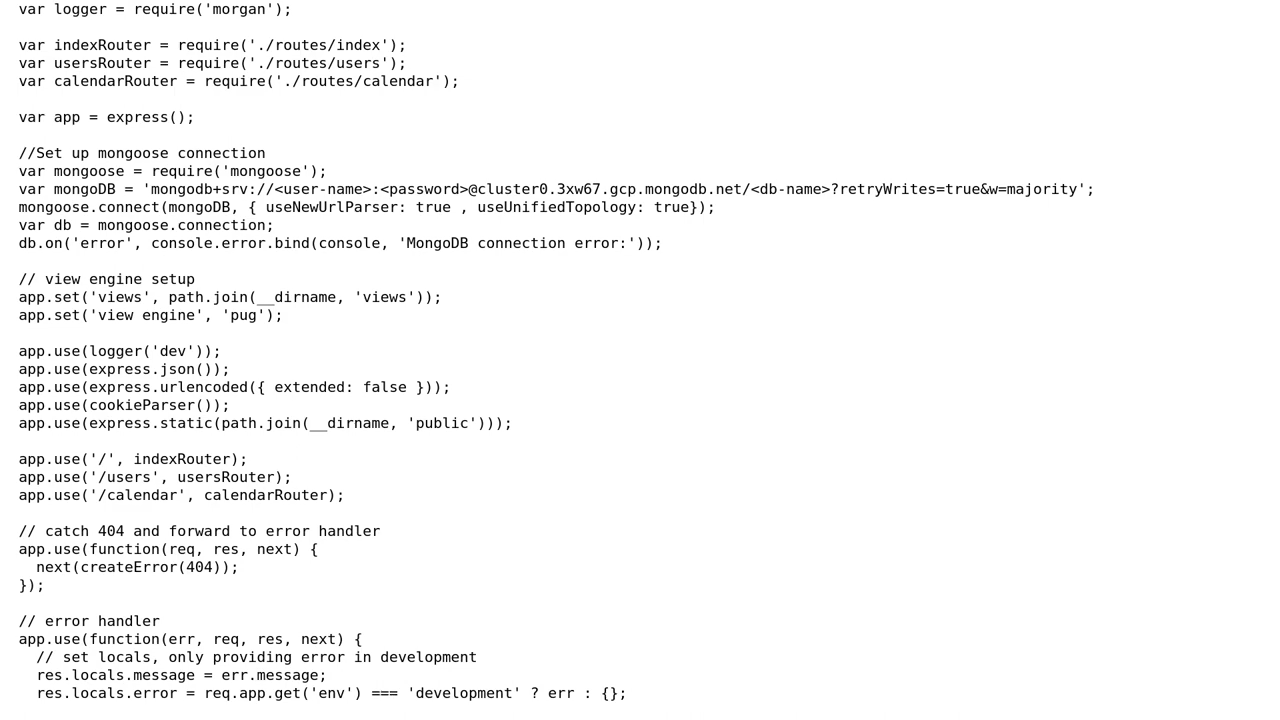 var logger = require('morgan');

var indexRouter = require('./routes/index');
var usersRouter = require('./routes/users');
var calendarRouter = require('./routes/calendar');

var app = express();

//Set up mongoose connection
var mongoose = require('mongoose');
var mongoDB = 'mongodb+srv://<user-name>:<password>@cluster0.3xw67.gcp.mongodb.net/<db-name>?retryWrites=true&w=majority';
mongoose.connect(mongoDB, { useNewUrlParser: true , useUnifiedTopology: true});
var db = mongoose.connection;
db.on('error', console.error.bind(console, 'MongoDB connection error:'));

// view engine setup
app.set('views', path.join(__dirname, 'views'));
app.set('view engine', 'pug');

app.use(logger('dev'));
app.use(express.json());
app.use(express.urlencoded({ extended: false }));
app.use(cookieParser());
app.use(express.static(path.join(__dirname, 'public')));

app.use('/', indexRouter);
app.use('/users', usersRouter);
app.use('/calendar', calendarRouter);

// catch 404 and forward to error handler
app.use(function(req, res, next) {
  next(createError(404));
});

// error handler
app.use(function(err, req, res, next) {
  // set locals, only providing error in development
  res.locals.message = err.message;
  res.locals.error = req.app.get('env') === 'development' ? err : {};